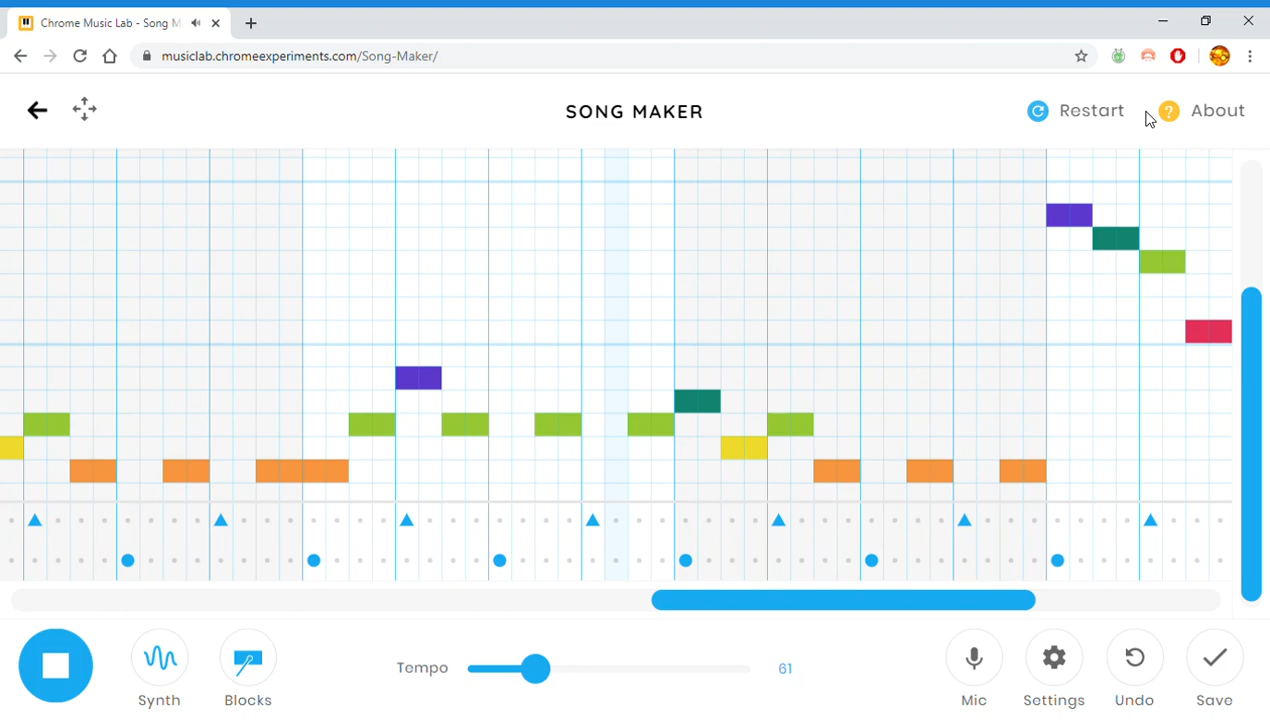 Chrome Music Lab - Song M
musiclab.chromeexperiments.com/Song-Maker/
SONG MAKER
Restart
? About
Tempo
61
Synth
Blocks
Mic
Settings
Undo
Save